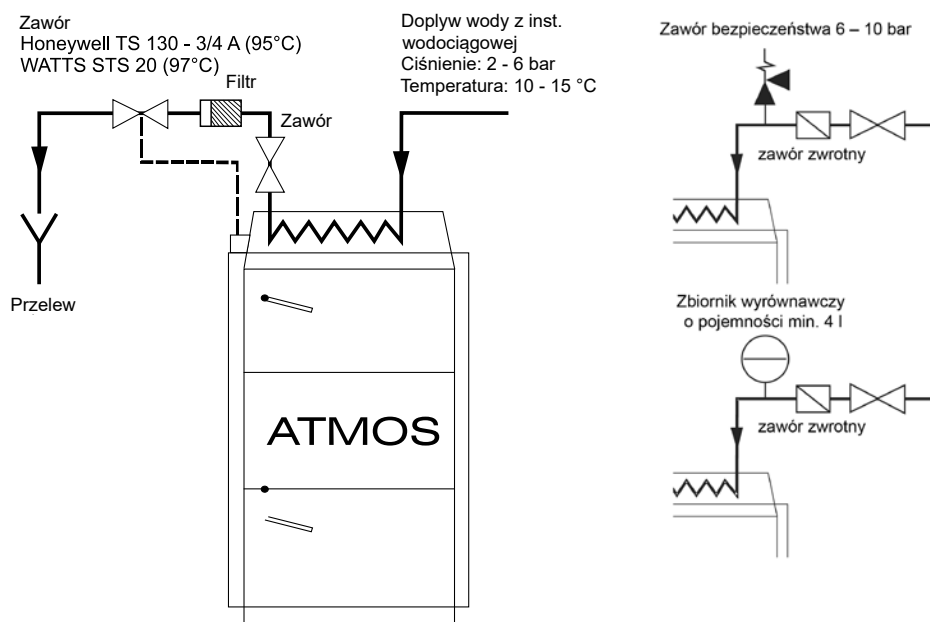 Zawór
Honeywell TS 130 - 3/4 A (95°C)
WATTS STS 20 (97°C)
Filtr
Zawór
Przelew
Doplyw wody z inst.
wodociągowej
Ciśnienie: 2 - 6 bar
Temperatura: 10 - 15 °C
ATMOS
Zawór bezpieczeństwa 6 – 10 bar
zawór zwrotny
Zbiornik wyrównawczy
o pojemności min. 4 l
zawór zwrotny